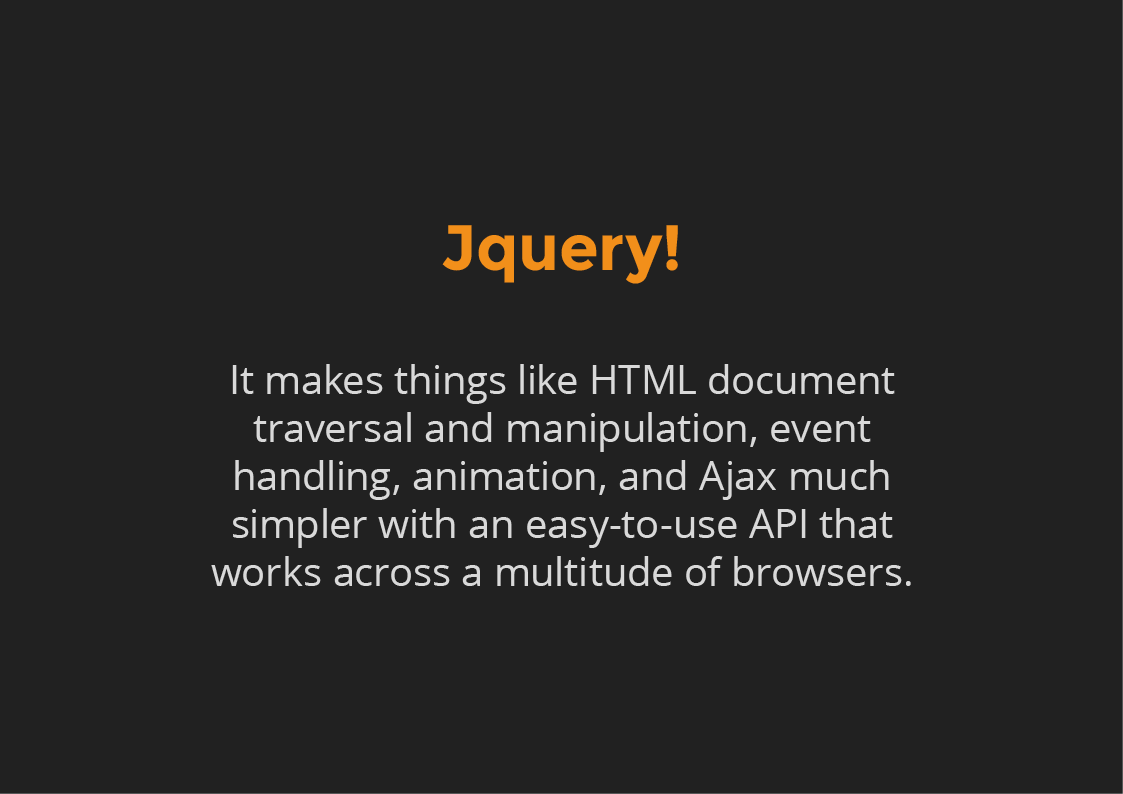 Jquery!
It makes things like HTML document
traversal and manipulation, event
handling, animation, and Ajax much
simpler with an easy-to-use API that
works across a multitude of browsers.